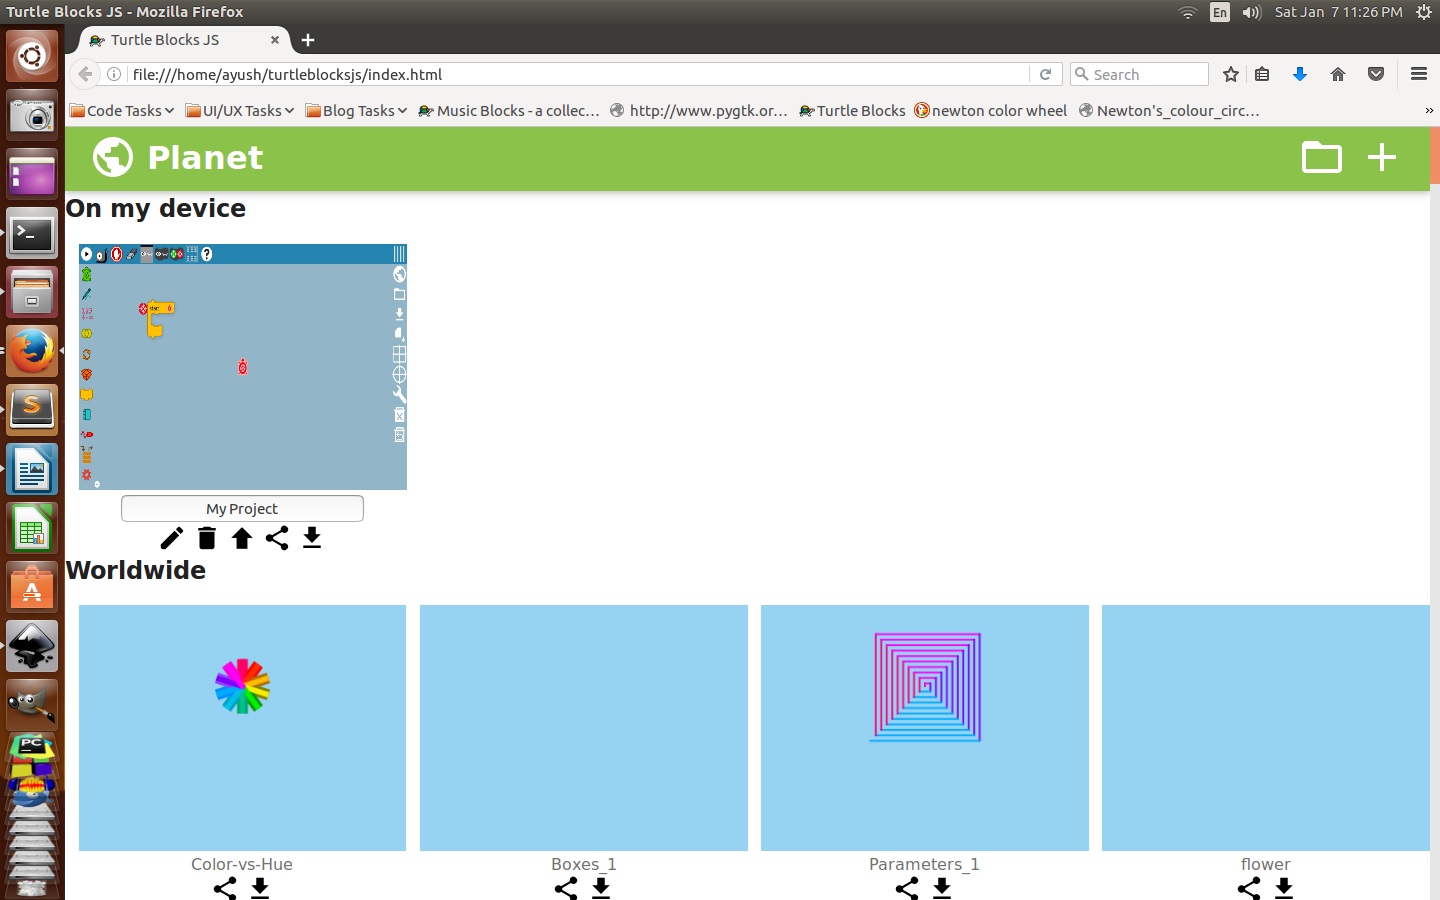 Turtle Blocks JS - Mozilla Firefox
En
Sat Jan 7 11:26 PM
Turtle Blocks JS
file:///home/ayush/turtleblocksjs/index.html
Search
Code Tasks
UI/UX Tasks
Blog Tasks
Music Blocks - a collec...
http://www.pygtk.or...
Turtle Blocks
newton color wheel
Newton's_colour_circ...
Planet
On my device
start
My Project
Worldwide
Color-vs-Hue
Boxes_1
Parameters_1
flower